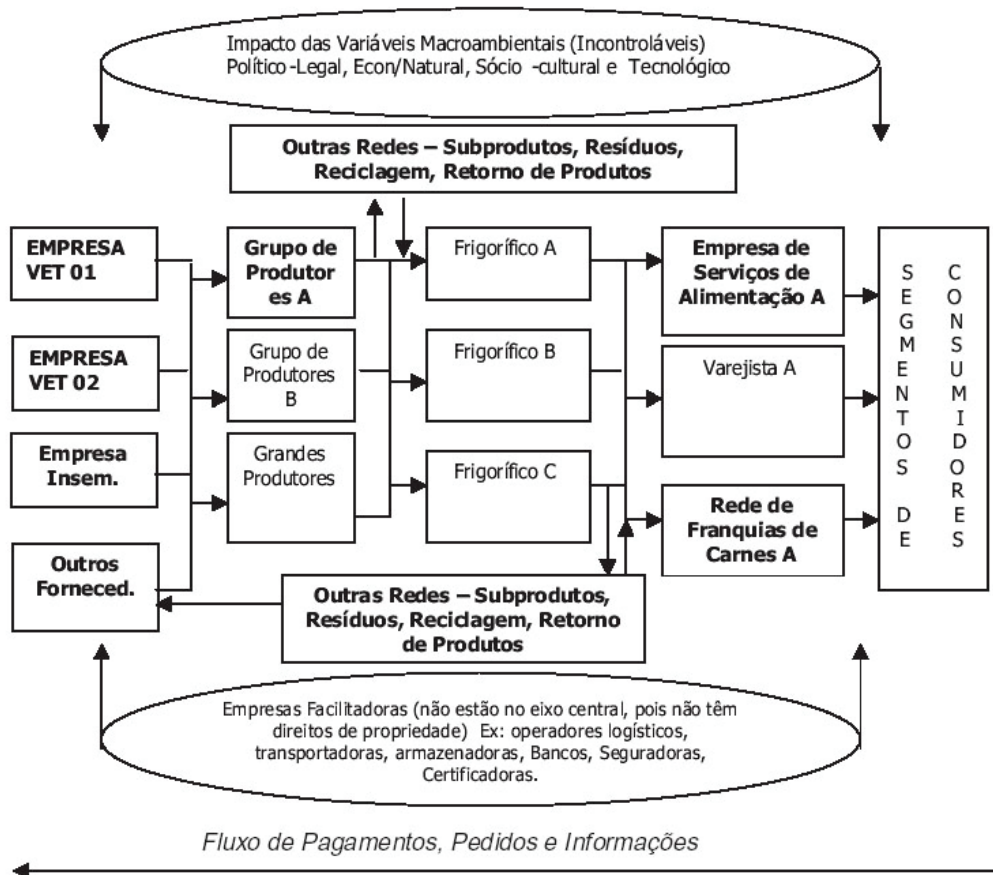 Impacto das Variáveis Macroambientais (Incontroláveis)
Político -Legal, Econ/Natural, Sócio -cultural e Tecnológico
Outras Redes – Subprodutos, Resíduos,
Reciclagem, Retorno de Produtos
EMPRESA
VET 01
EMPRESA
VET 02
Empresa
Insem.
Outros
Forneced.
Grupo de
Produtor
es A
Grupo de
Produtores
B
Grandes
Produtores
Frigorífico A
Frigorífico B
Frigorífico C
Empresa de
Serviços de
Alimentação A
Varejista A
Rede de
Franquias de
Carnes A
SEGMENTOS DE
CONSUMIDORES
Outras Redes – Subprodutos,
Resíduos, Reciclagem, Retorno
de Produtos
Empresas Facilitadoras (não estão no eixo central, pois não têm
direitos de propriedade) Ex: operadores logísticos,
transportadoras, armazenadoras, Bancos, Seguradoras,
Certificadoras.
Fluxo de Pagamentos, Pedidos e Informações